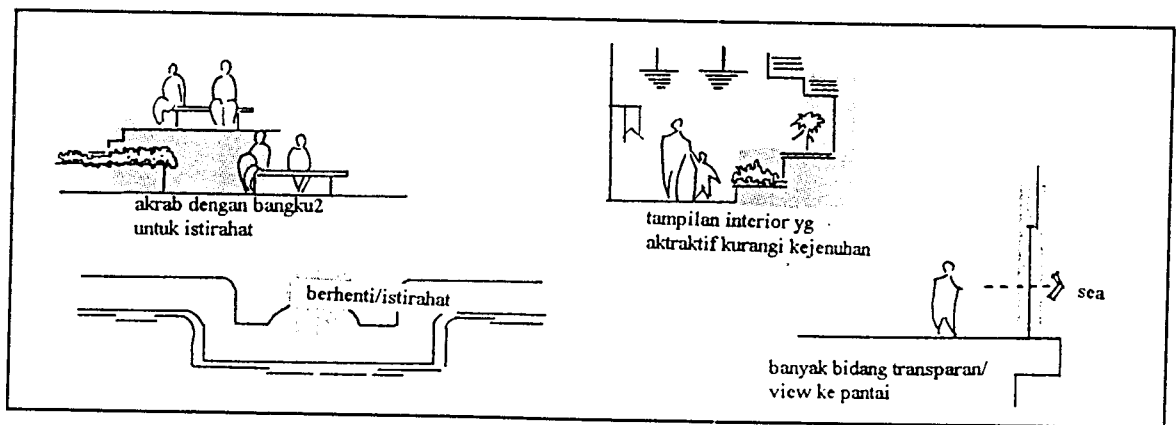 akrab dengan bangku2
untuk istirahat
tampilan interior yg
aktraktif kurangi kejenuhan
berhenti/istirahat
sea
banyak bidang transparan/
view ke pantai